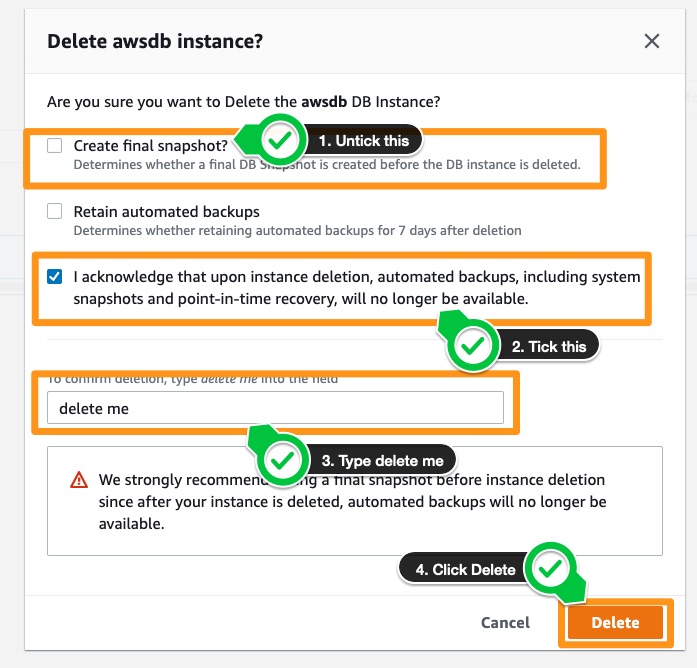 Delete awsdb instance?
Are you sure you want to Delete the awsdb DB Instance?
Create final snapshot?
1. Untick this
Determines whether a final DB Snapshot is created before the DB instance is deleted.
Retain automated backups
Determines whether retaining automated backups for 7 days after deletion
I acknowledge that upon instance deletion, automated backups, including system
snapshots and point-in-time recovery, will no longer be available.
2. Tick this
To confirm deletion, type delete me into the field
delete me
3. Type delete me
We strongly recommend a final snapshot before instance deletion
since after your instance is deleted, automated backups will no longer be
available.
4. Click Delete
Cancel
Delete